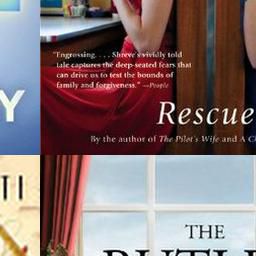 "Engrossing. . . . Shreve's vividly told
tale captures the deep-seated fears that
can drive us to test the bounds of
family and forgiveness." —People
Y
Rescue
By the author of The Pilot's Wife and A C
TI
THE